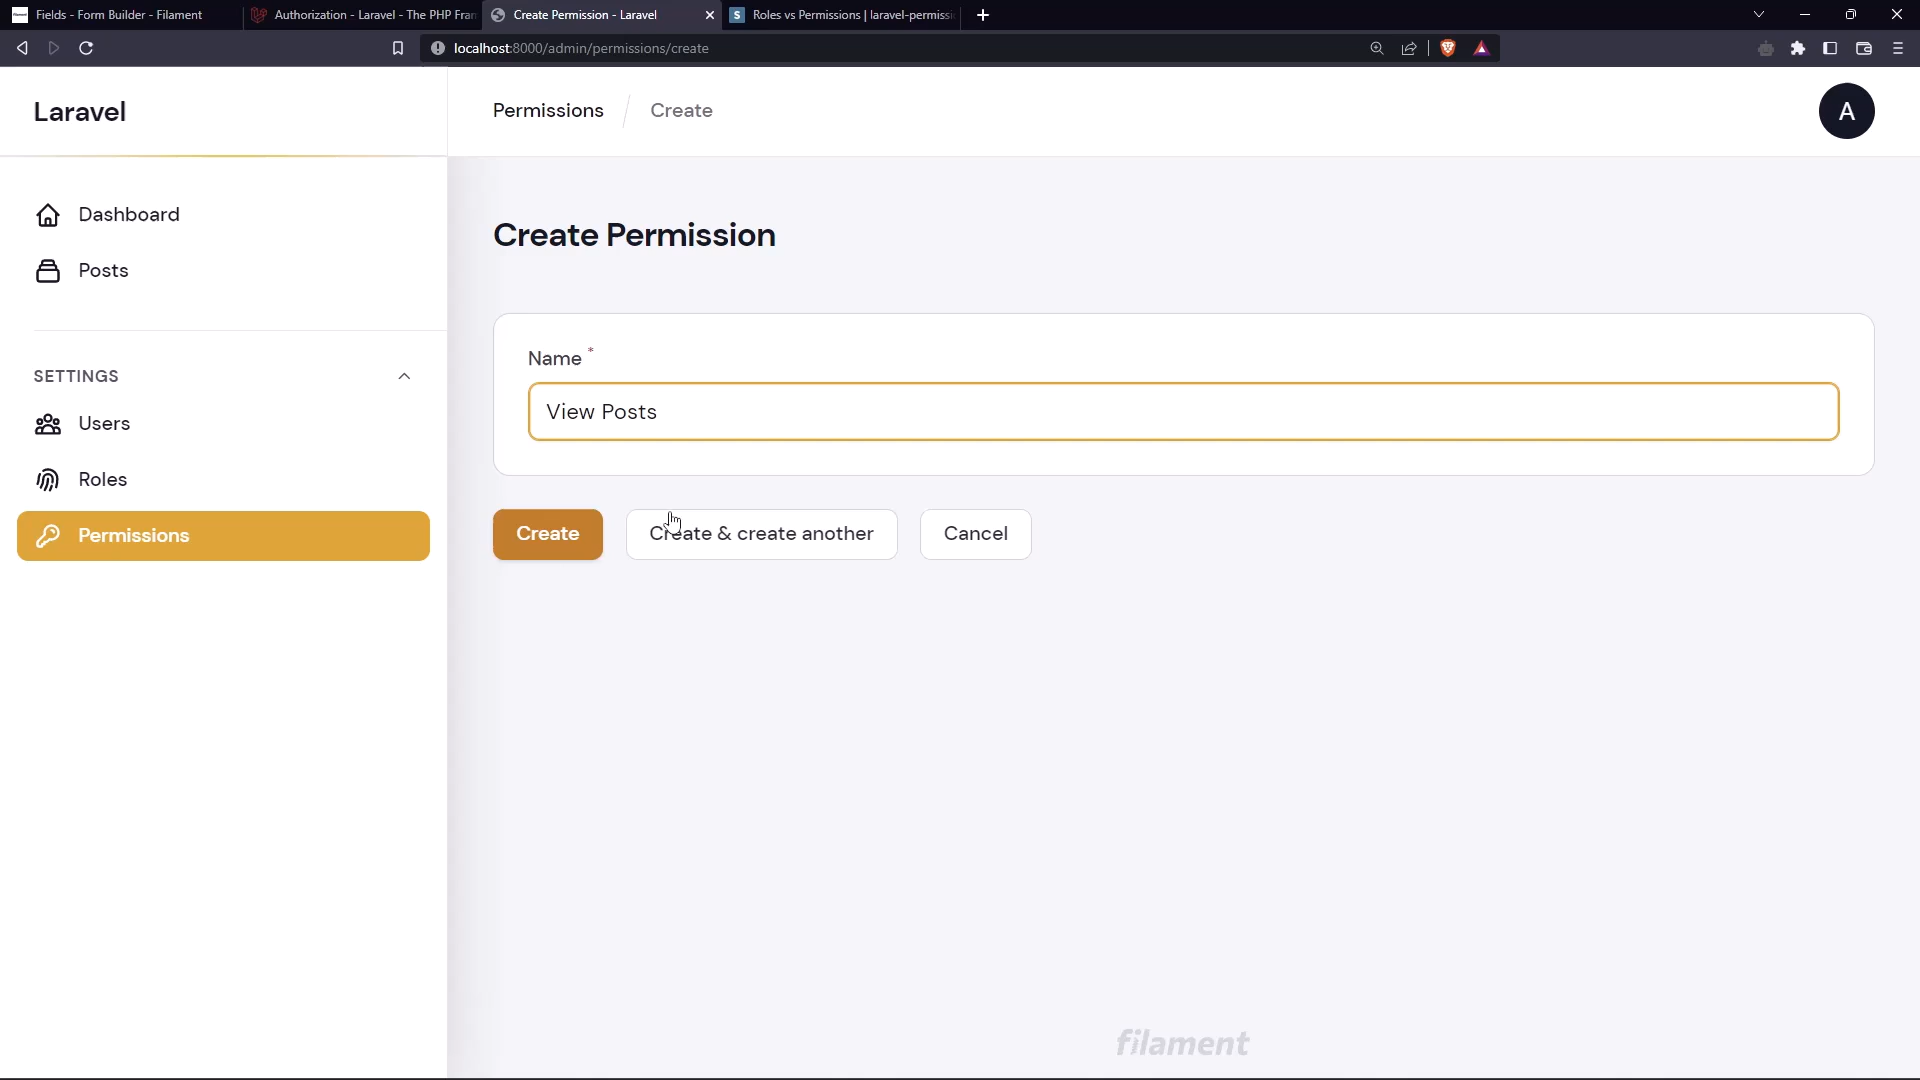 Fields - Form Builder - Filament
Authorization - Laravel - The PHP Fran
Create Permission - Laravel
S
Roles vs Permissions | laravel-permissi
localhost:8000/admin/permissions/create
Laravel
Permissions
Create
A
Dashboard
Posts
SETTINGS
Users
Roles
Permissions
Create Permission
Name *
View Posts
Create
Create & create another
Cancel
filament